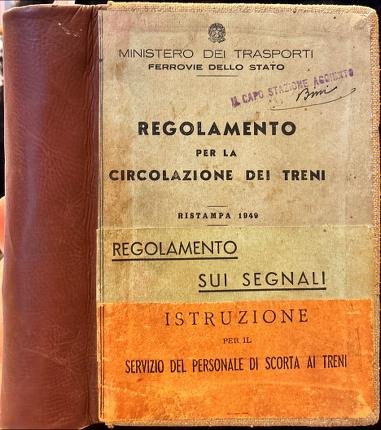 MINISTERO DEI TRASPORTI
FERROVIE DELLO STATO
IL CAPO STAZIONE AGGIUNTO
REGOLAMENTO
PER LA
CIRCOLAZIONE DEI TRENI
RISTAMPA 1949
REGOLAMENTO
SUI SEGNALI
ISTRUZIONE
PER IL
SERVIZIO DEL PERSONALE DI SCORTA AI TRENI